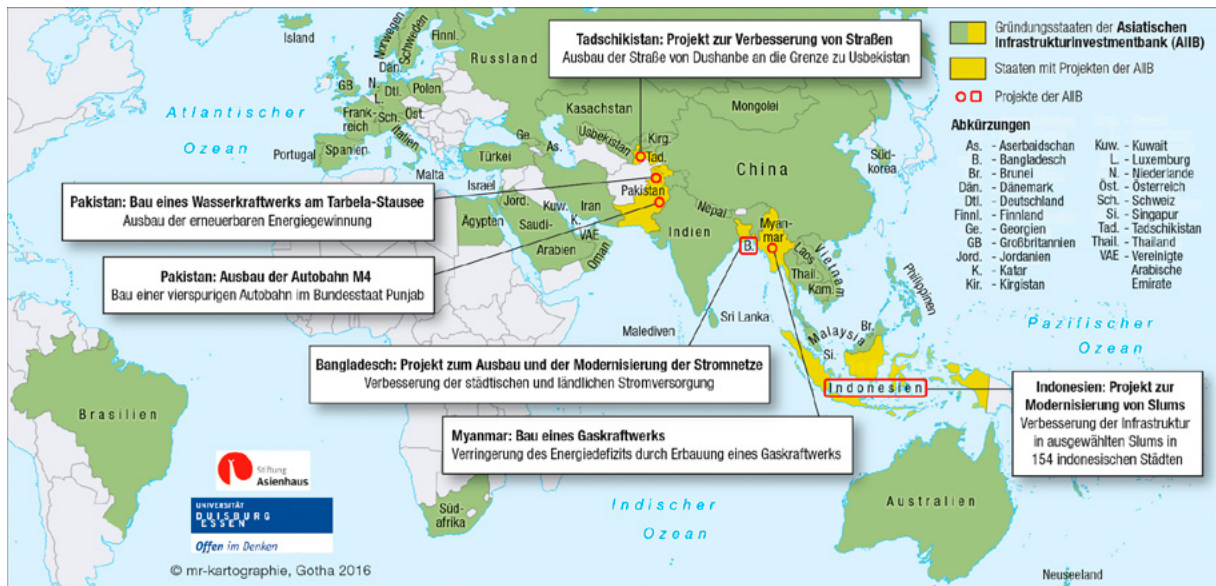 Island
Norwegen
Schweden
Finnl.
Russland
Dän.
GB
N.
Dtl.
Polen
L.
Frank-
reich
Sch.
Öst.
Italien
Portugal
Spanien
Malta
Türkei
Ge.
As.
Kasachstan
Usbekistan
Kirg.
Tad.
Mongolei
China
Süd-
korea
Israel
Jord.
Kuw.
Iran
Pakistan
Ägypten
Saudi-
Arabien
K.
VAE
Oman
Nepal
Indien
B.
Myan-
mar
Laos
Vietnam
Thail.
Kam.
Philippinen
Malediven
Sri Lanka
Malaysia
Br.
Si.
Indonesien
Brasilien
Süd-
afrika
Australien
Neuseeland
Atlantischer
Ozean
Pazifischer
Ozean
Indischer
Ozean
Tadschikistan: Projekt zur Verbesserung von Straßen
Ausbau der Straße von Dushanbe an die Grenze zu Usbekistan
Pakistan: Bau eines Wasserkraftwerks am Tarbela-Stausee
Ausbau der erneuerbaren Energiegewinnung
Pakistan: Ausbau der Autobahn M4
Bau einer vierspurigen Autobahn im Bundesstaat Punjab
Bangladesch: Projekt zum Ausbau und der Modernisierung der Stromnetze
Verbesserung der städtischen und ländlichen Stromversorgung
Myanmar: Bau eines Gaskraftwerks
Verringerung des Energiedefizits durch Erbauung eines Gaskraftwerks
Indonesien: Projekt zur
Modernisierung von Slums
Verbesserung der Infrastruktur
in ausgewählten Slums in
154 indonesischen Städten
Gründungsstaaten der Asiatischen
Infrastrukturinvestmentbank (AIIB)
Staaten mit Projekten der AIIB
Projekte der AIIB
Abkürzungen
As. - Aserbaidschan
B. - Bangladesch
Br. - Brunei
Dän. - Dänemark
Dtl. - Deutschland
Finnl. - Finnland
Ge. - Georgien
GB - Großbritannien
Jord. - Jordanien
K. - Katar
Kir. - Kirgistan
Kuw. - Kuwait
L. - Luxemburg
N. - Niederlande
Öst. - Österreich
Sch. - Schweiz
Si. - Singapur
Tad. - Tadschikistan
Thail. - Thailand
VAE - Vereinigte
Arabische
Emirate
Stiftung
Asienhaus
UNIVERSITÄT
DUISBURG
ESSEN
Offen im Denken
© mr-kartographie, Gotha 2016